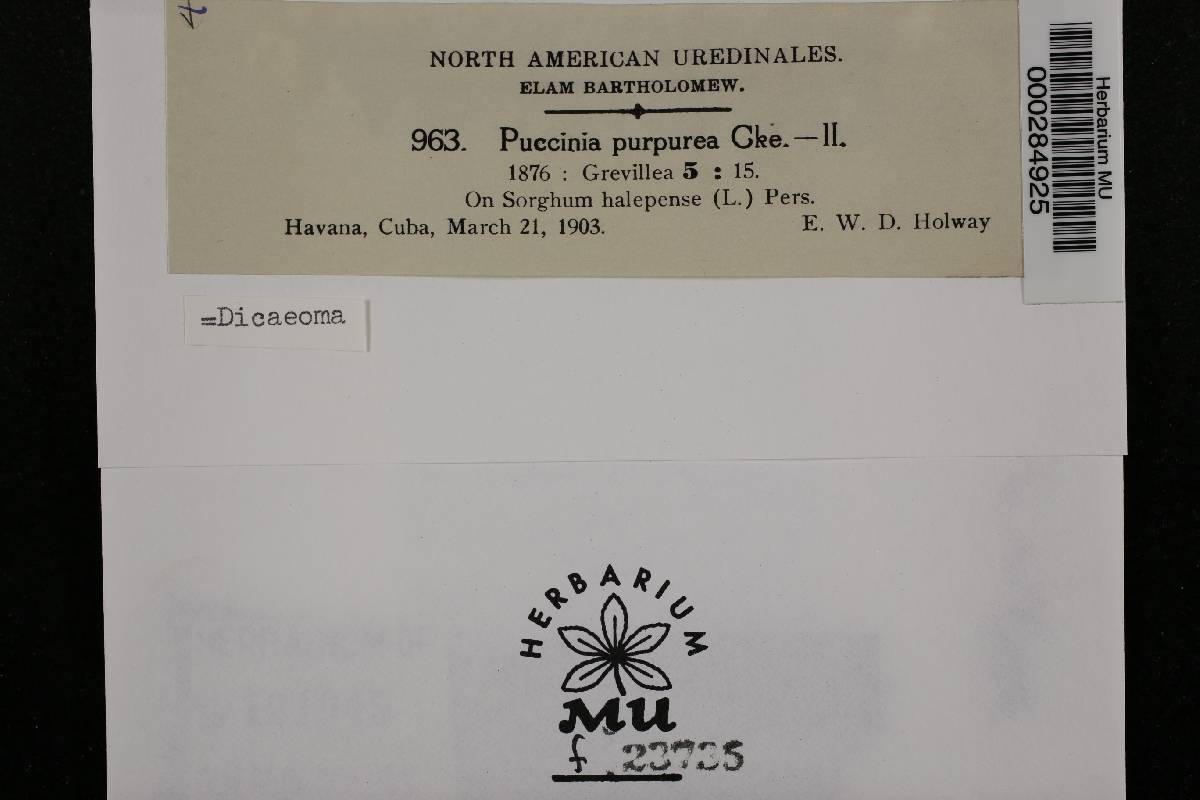 NORTH AMERICAN UREDINALES.
ELAM BARTHOLOMEW.
963. Puccinia purpurea Cke.—II.
1876 : Grevillea 5 : 15.
On Sorghum halepense (L.) Pers.
Havana, Cuba, March 21, 1903. E. W. D. Holway
Herbarium MU
000284925
=Dicaeoma
HERBARIUM
MU
f 23735